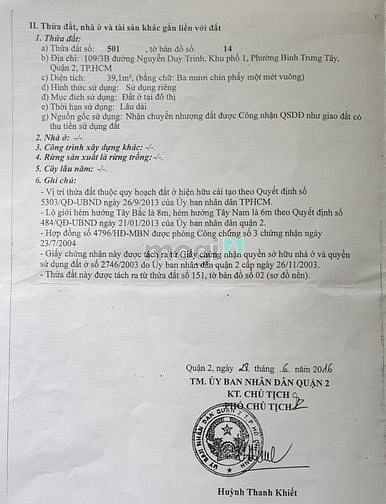 II. Thửa đất, nhà ở và tài sản khác gắn liền với đất
1. Thửa đất:
a) Thửa đất số: 501 , tờ bản đồ số: 14
b) Địa chỉ: 109/3B đường Nguyễn Duy Trinh, Khu phố 1, Phường Bình Trưng Tây,
Quận 2, TP.HCM
c) Diện tích: 39,1m², (bằng chữ: Ba mươi chín phẩy một mét vuông)
d) Hình thức sử dụng: Sử dụng riêng
đ) Mục đích sử dụng: Đất ở tại đô thị
e) Thời hạn sử dụng: Lâu dài
g) Nguồn gốc sử dụng: Nhận chuyển nhượng đất được Công nhận QSDĐ như giao đất có
thu tiền sử dụng đất
2. Nhà ở: -/-
3. Công trình xây dựng khác: -/-
4. Rừng sản xuất là rừng trồng: -/-
5. Cây lâu năm: -/-
6. Ghi chú:
- Vị trí thửa đất thuộc quy hoạch đất ở hiện hữu cải tạo theo Quyết định số
5303/QĐ-UBND ngày 26/9/2013 của Ủy ban nhân dân TPHCM.
- Lộ giới hẻm hướng Tây Bắc là 8m, hẻm hướng Tây Nam là 6m theo Quyết định số
484/QĐ-UBND ngày 21/01/2013 của Ủy ban nhân dân quận 2.
- Hợp đồng số 4796/HĐ-MBN được phòng Công chứng số 3 chứng nhận ngày
23/7/2004
- Giấy chứng nhận này được tách ra từ Giấy chứng nhận quyền sở hữu nhà ở và quyền
sử dụng đất ở số 2746/2003 do Ủy ban nhân dân quận 2 cấp ngày 26/11/2003.
- Thửa đất này được tách ra từ thửa đất số 151, tờ bản đồ số 02 (sơ đồ nền).
mogi
Quận 2, ngày 28 tháng 6 năm 2016
TM. ỦY BAN NHÂN DÂN QUẬN 2
KT. CHỦ TỊCH
PHÓ CHỦ TỊCH
Huỳnh Thanh Khiết